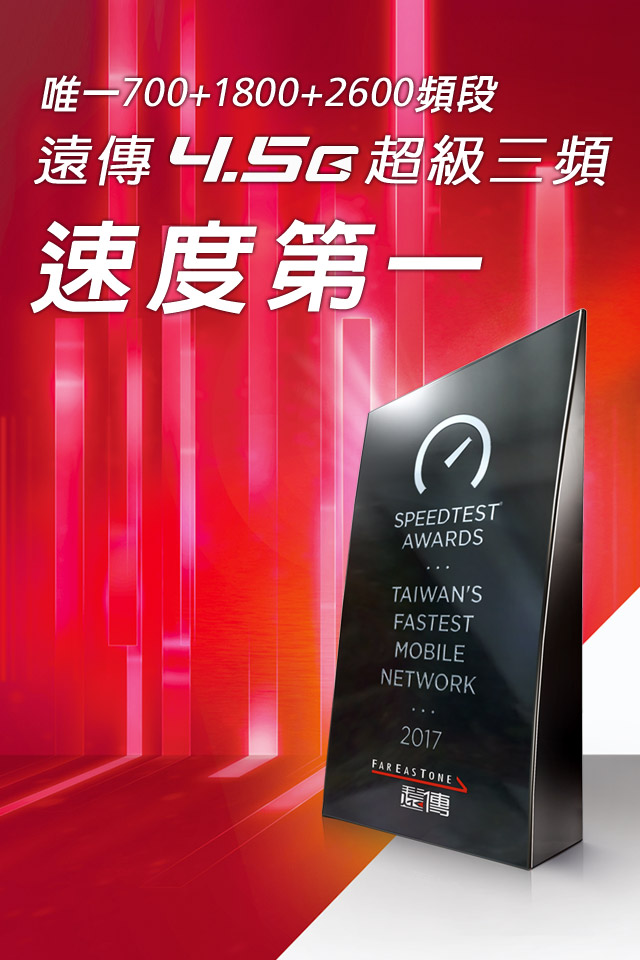 唯一700+1800+2600頻段
遠傳 4.5G 超級三頻
速度第一
SPEEDTEST®
AWARDS
...
TAIWAN'S
FASTEST
MOBILE
NETWORK
...
2017
FAREASTONE
遠傳